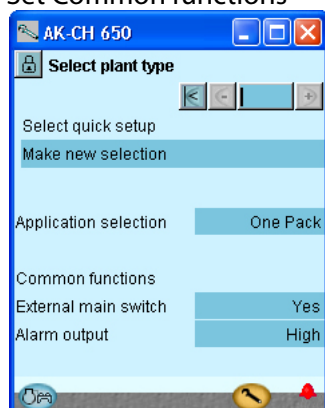 Set Common functions
AK-CH 650
Select plant type
Select quick setup
Make new selection
Application selection One Pack
Common functions
External main switch Yes
Alarm output High